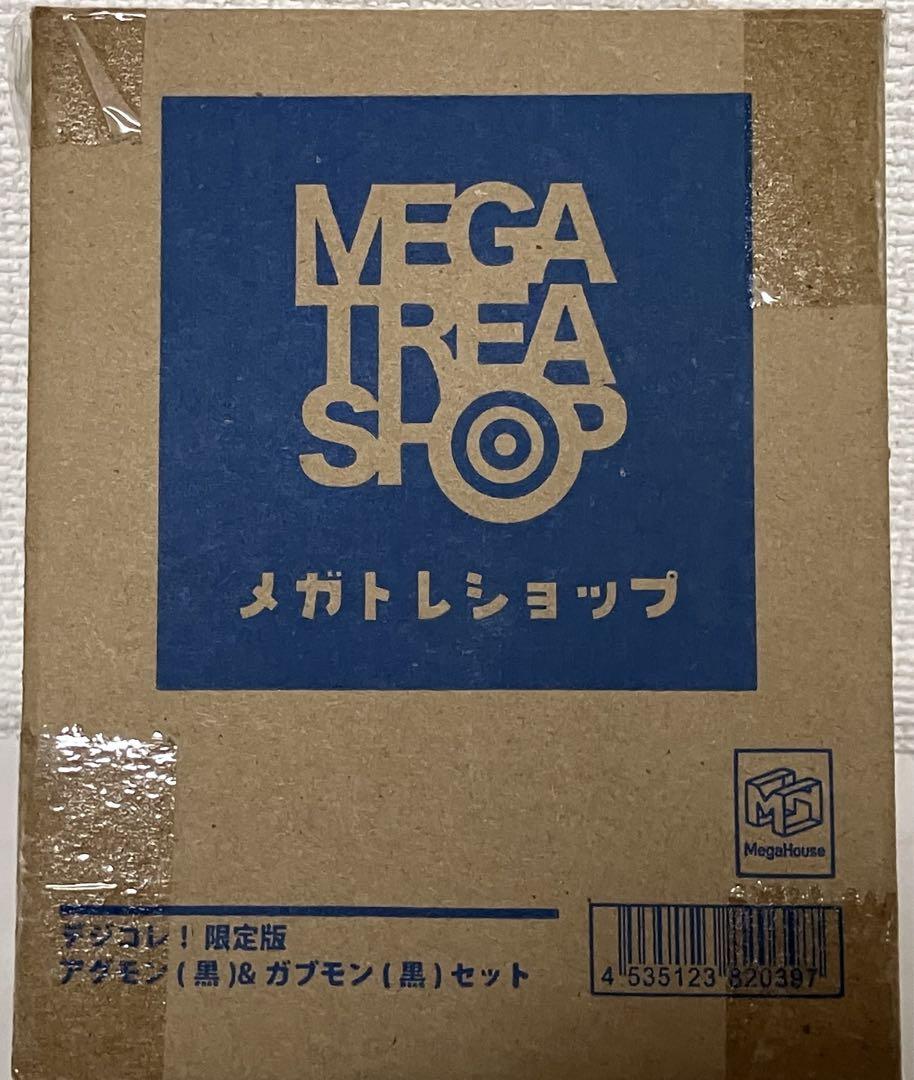 MEGA
TREA
SHOP
メガトレショップ
MegaHouse
デジコレ! 限定版
アグモン(黒)&ガブモン(黒)セット
4 535123 820397